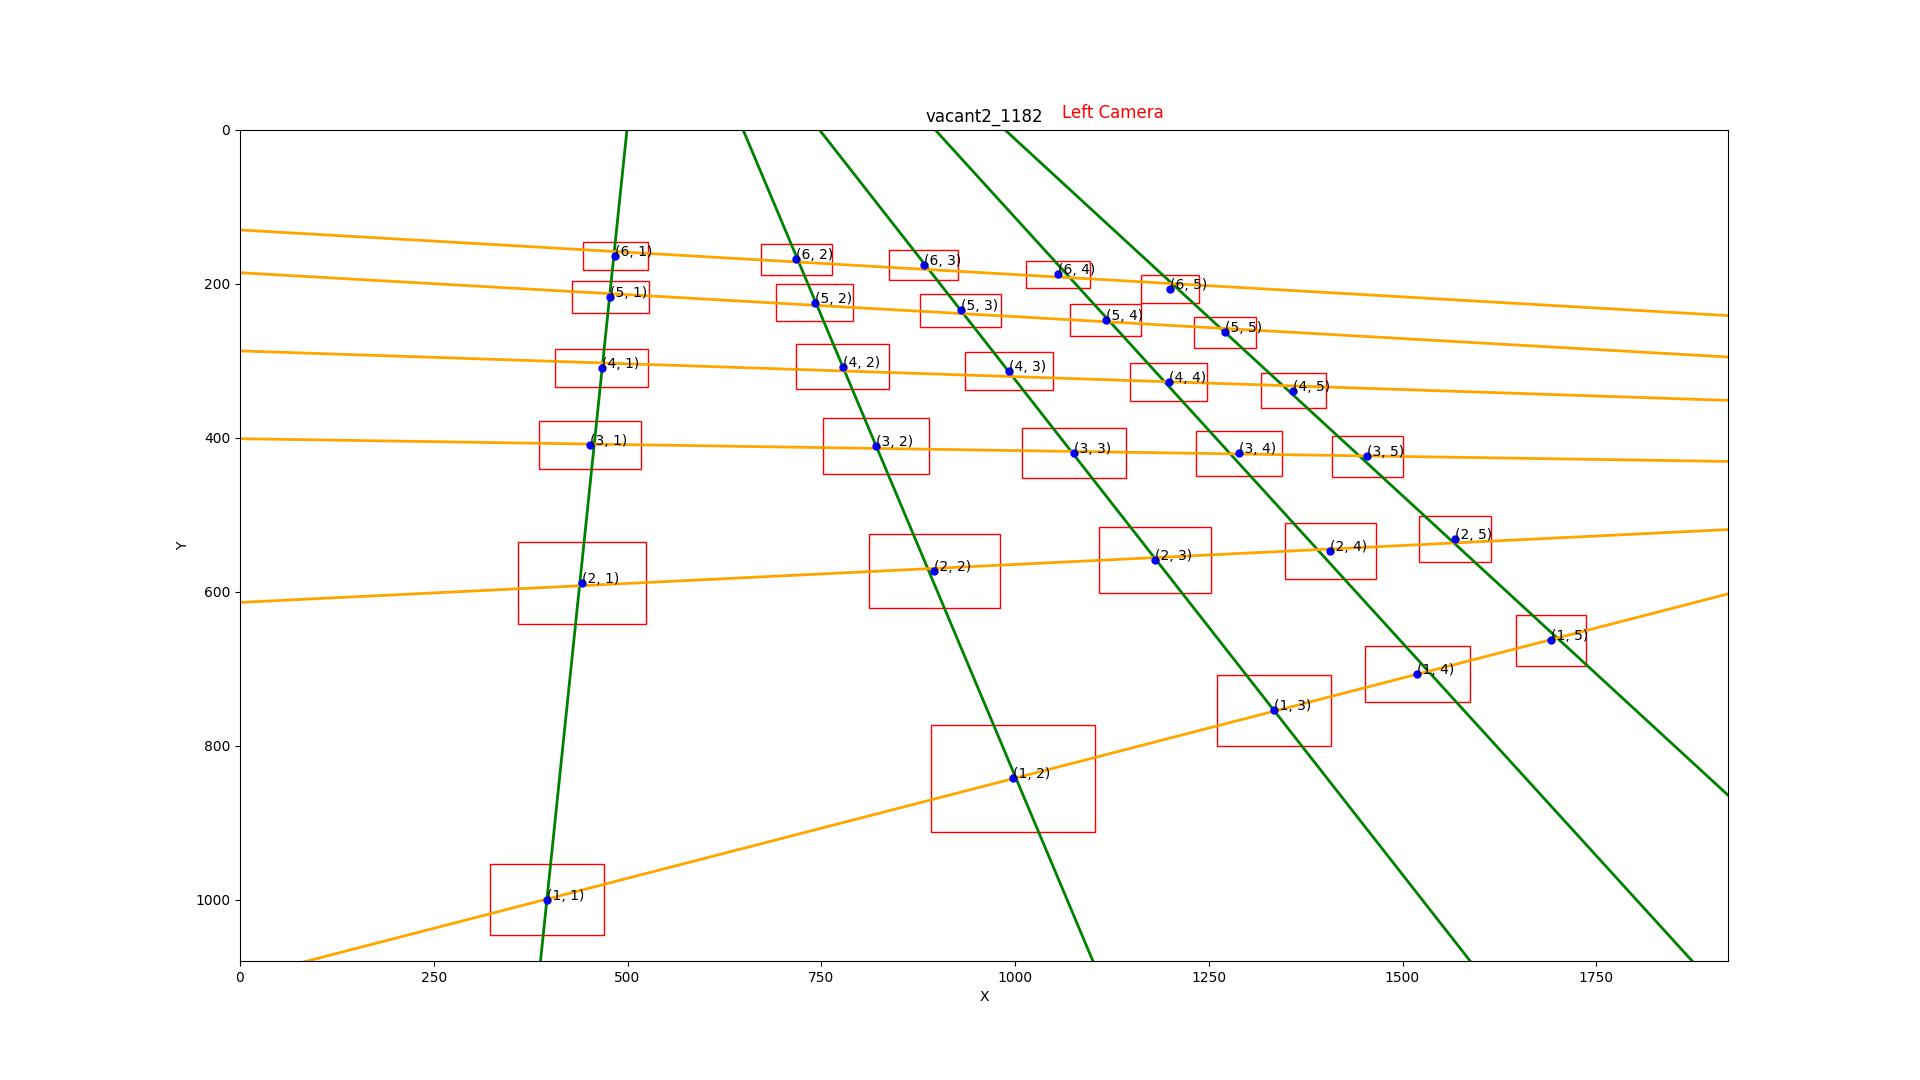 vacant2_1182 Left Camera
0
(6, 1) (6, 2) (6, 3) (6, 4) (6, 5)
200
(5, 1) (5, 2) (5, 3) (5, 4) (5, 5)
(4, 1) (4, 2) (4, 3) (4, 4) (4, 5)
400
(3, 1) (3, 2) (3, 3) (3, 4) (3, 5)
Y
(2, 1) (2, 2) (2, 3) (2, 4) (2, 5)
600
(1, 1) (1, 2) (1, 3) (1, 4) (1, 5)
800
1000
0 250 500 750 1000 1250 1500 1750
X